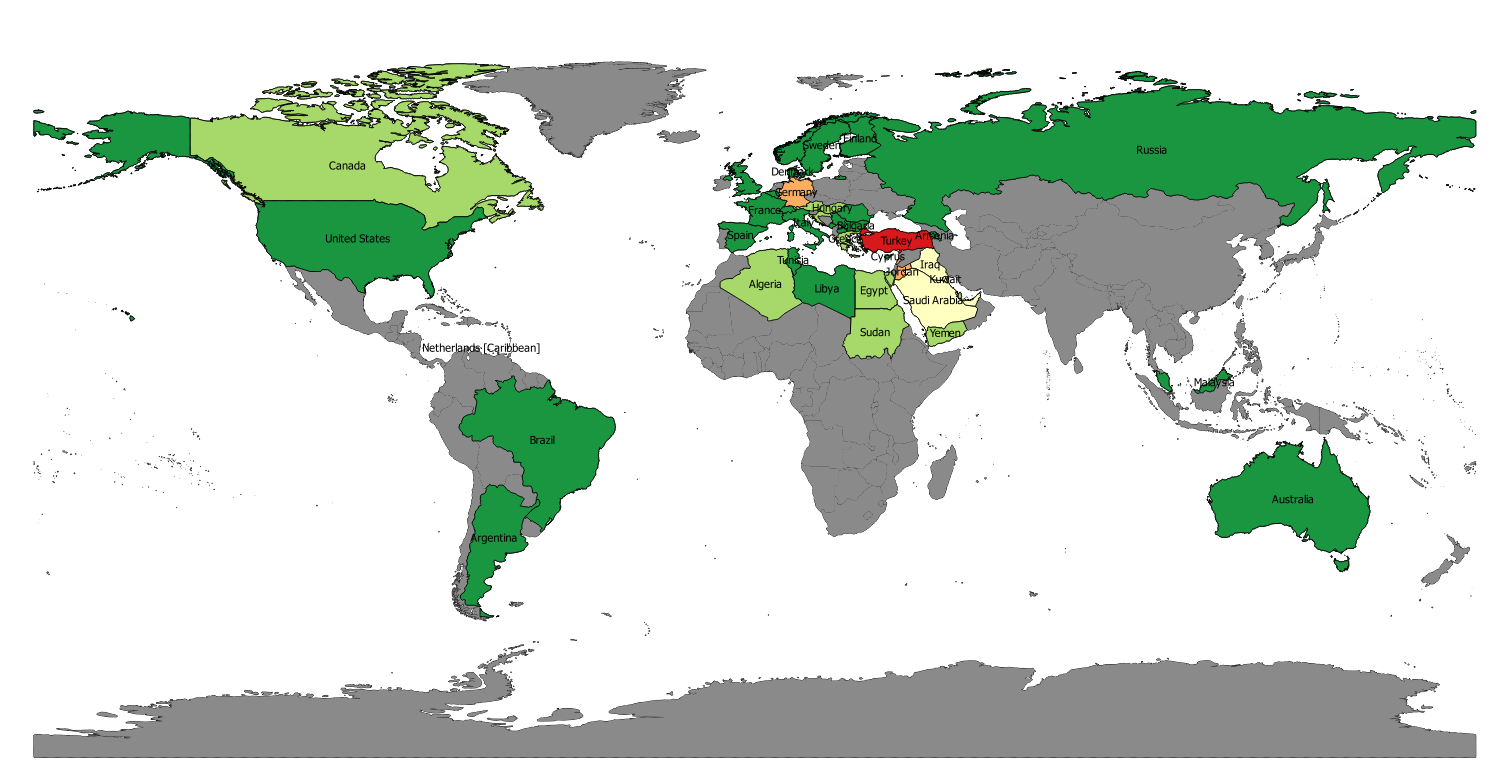 Sweden
Finland
Russia
Canada
Denmark
Germany
France
Hungary
Italy
Bulgaria
Spain
United States
Greece
Turkey
Armenia
Cyprus
Tunisia
Iraq
Jordan
Kuwait
Algeria
Libya
Egypt
Saudi Arabia
Sudan
Yemen
Netherlands [Caribbean]
Malaysia
Brazil
Australia
Argentina